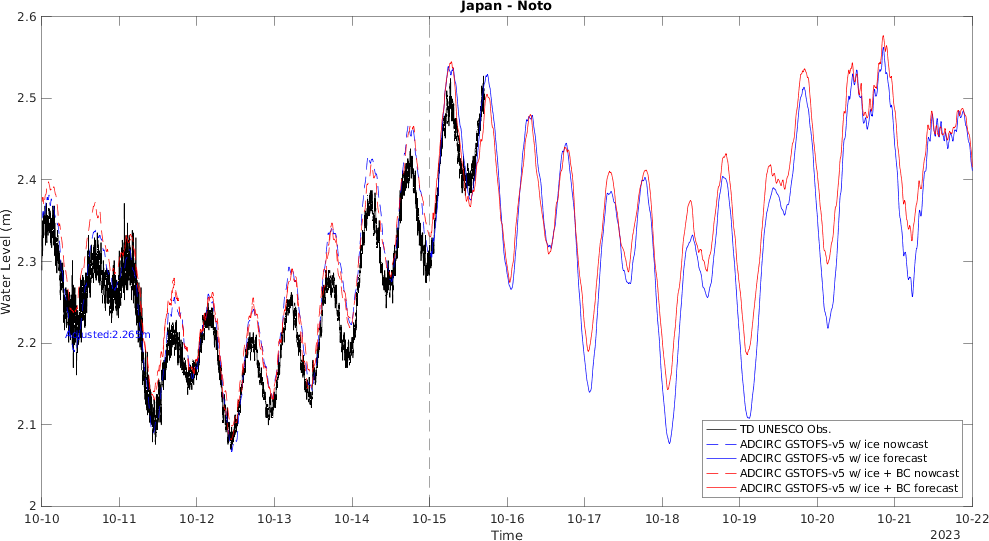 Japan - Noto
2.6
2.5
2.4
2.3
2.2
2.1
2
Water Level (m)
Adjusted:2.265m
TD UNESCO Obs.
ADCIRC GSTOFS-v5 w/ ice nowcast
ADCIRC GSTOFS-v5 w/ ice forecast
ADCIRC GSTOFS-v5 w/ ice + BC nowcast
ADCIRC GSTOFS-v5 w/ ice + BC forecast
10-10 10-11 10-12 10-13 10-14 10-15 10-16 10-17 10-18 10-19 10-20 10-21 10-22
Time
2023